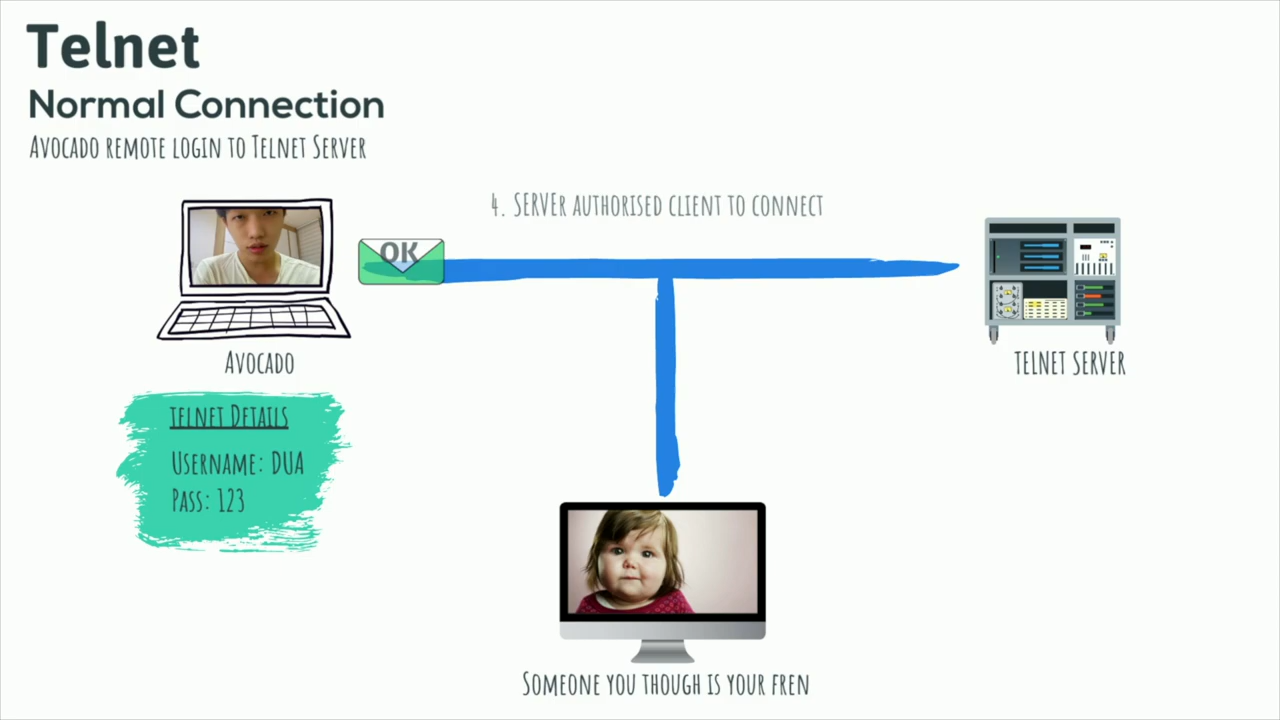 Telnet
Normal Connection
Avocado remote login to Telnet Server
4. SERVEr authorised client to connect
OK
Avocado
TELNET SERVER
telnet Details
Username: DUA
Pass: 123
Someone you though is your fren